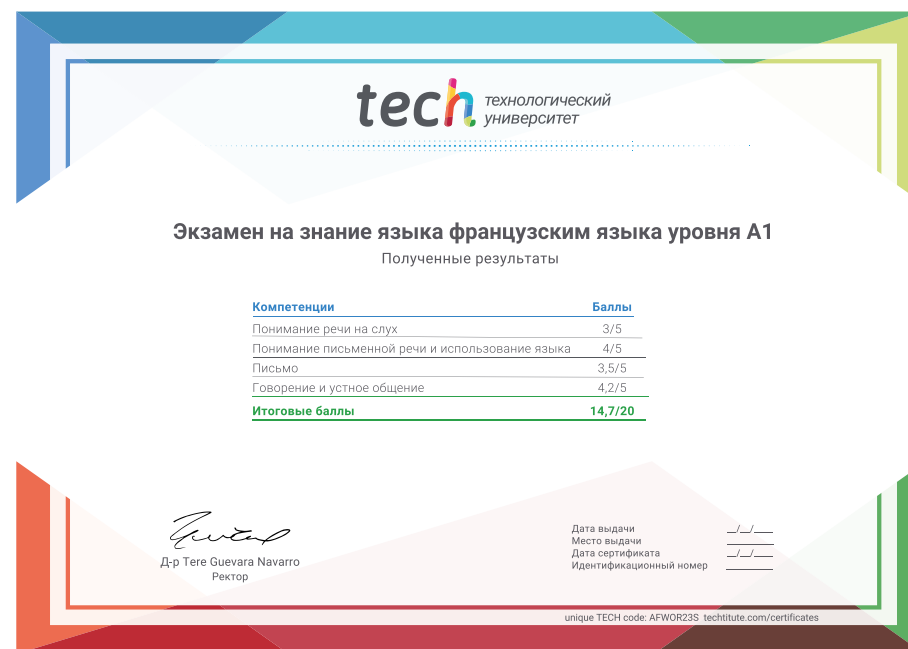 tech технологический
университет
Экзамен на знание языка французским языка уровня А1
Полученные результаты
Компетенции Баллы
Понимание речи на слух 3/5
Понимание письменной речи и использование языка 4/5
Письмо 3,5/5
Говорение и устное общение 4,2/5
Итоговые баллы 14,7/20
Д-р Tere Guevara Navarro
Ректор
Дата выдачи __/__/____
Место выдачи ________
Дата сертификата __/__/____
Идентификационный номер ________
unique TECH code: AFWOR23S techtitute.com/certificates